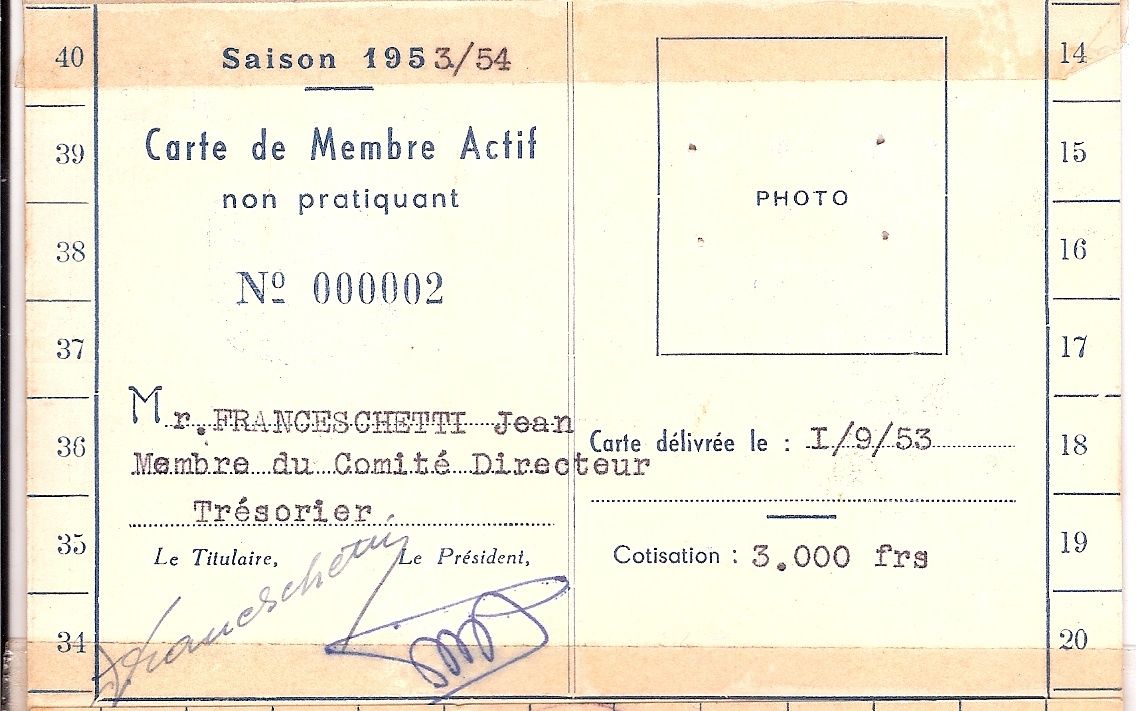 Saison 1953/54
Carte de Membre Actif
non pratiquant
Nº 000002
Mr. FRANCESCHETTI Jean
Membre du Comité Directeur
Trésorier
Le Titulaire, Le Président,
Franceschetti
PHOTO
Carte délivrée le : I/9/53
Cotisation : 3.000 frs
40
39
38
37
36
35
34
14
15
16
17
18
19
20